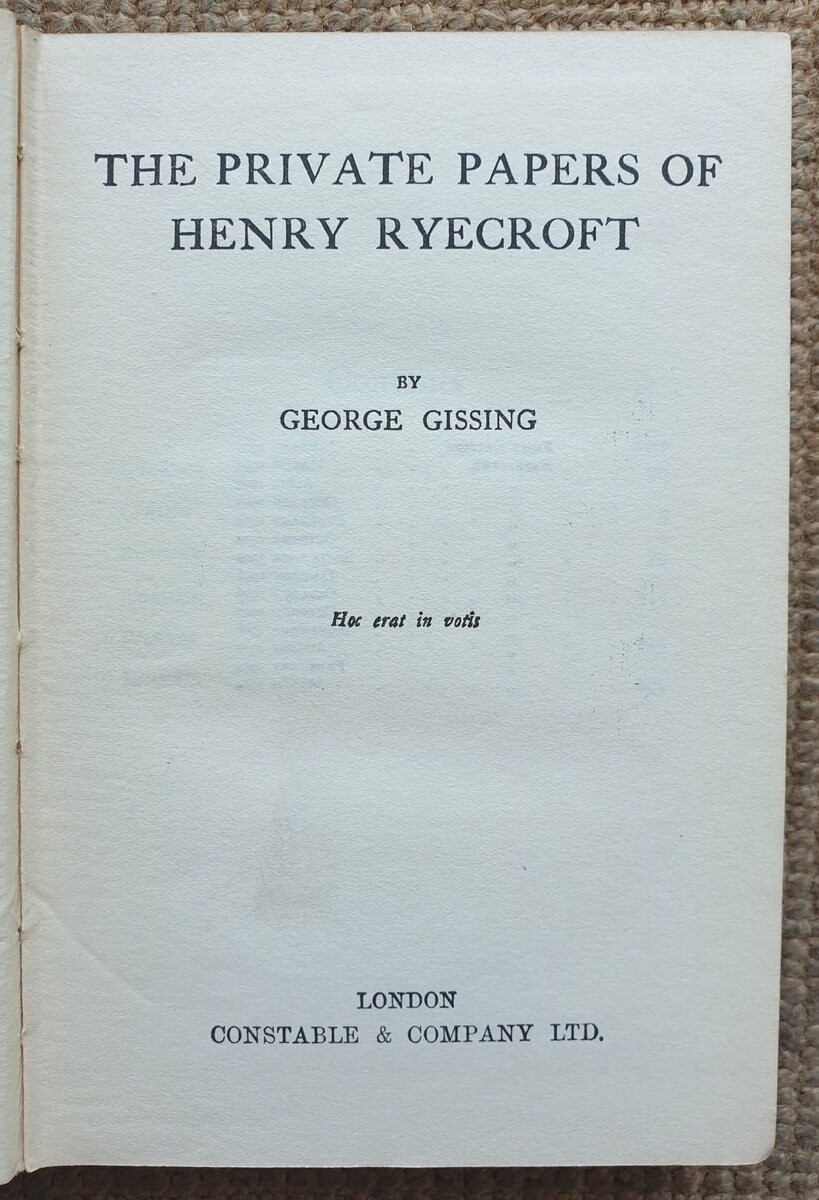 THE PRIVATE PAPERS OF
HENRY RYECROFT
BY
GEORGE GISSING
Hoc erat in votis
LONDON
CONSTABLE & COMPANY LTD.